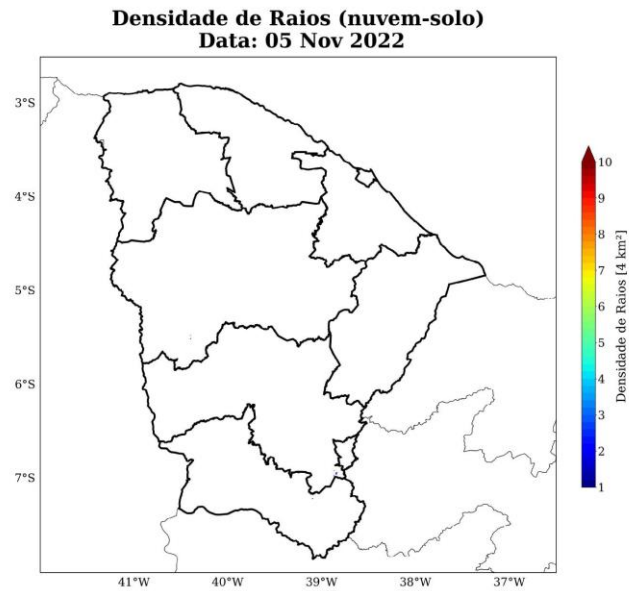 Densidade de Raios (nuvem-solo)
Data: 05 Nov 2022
3°S
4°S
5°S
6°S
7°S
41°W
40°W
39°W
38°W
37°W
10
9
8
7
6
5
4
3
2
1
Densidade de Raios [4 km²]